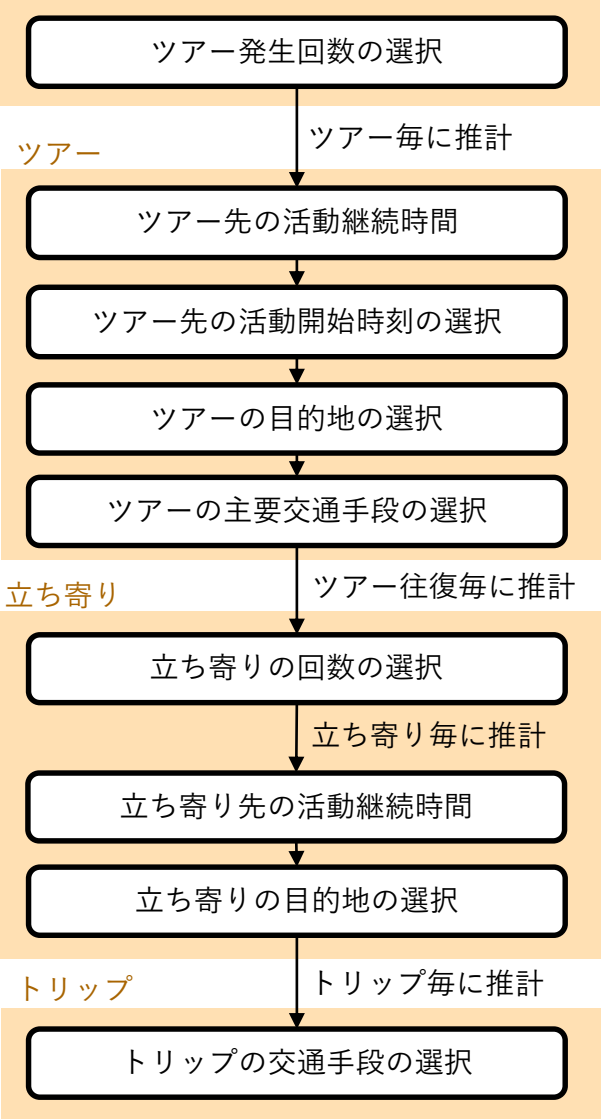 ツアー発生回数の選択
ツアー毎に推計
ツアー
ツアー先の活動継続時間
ツアー先の活動開始時刻の選択
ツアーの目的地の選択
ツアーの主要交通手段の選択
ツアー往復毎に推計
立ち寄り
立ち寄りの回数の選択
立ち寄り毎に推計
立ち寄り先の活動継続時間
立ち寄りの目的地の選択
トリップ毎に推計
トリップ
トリップの交通手段の選択